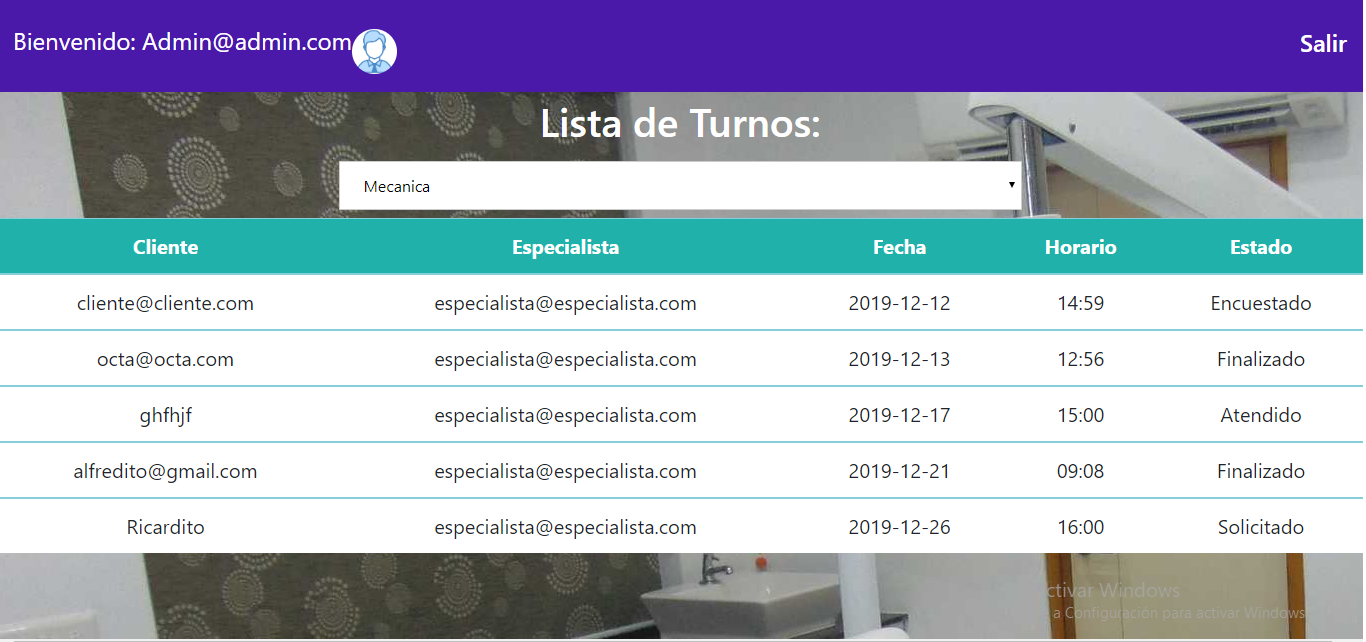 Bienvenido: Admin@admin.com
Salir
Lista de Turnos:
Mecanica
Cliente Especialista Fecha Horario Estado
cliente@cliente.com especialista@especialista.com 2019-12-12 14:59 Encuestado
octa@octa.com especialista@especialista.com 2019-12-13 12:56 Finalizado
ghfhjf especialista@especialista.com 2019-12-17 15:00 Atendido
alfredito@gmail.com especialista@especialista.com 2019-12-21 09:08 Finalizado
Ricardito especialista@especialista.com 2019-12-26 16:00 Solicitado
ctivar Windows
a Configuración para activar Windows